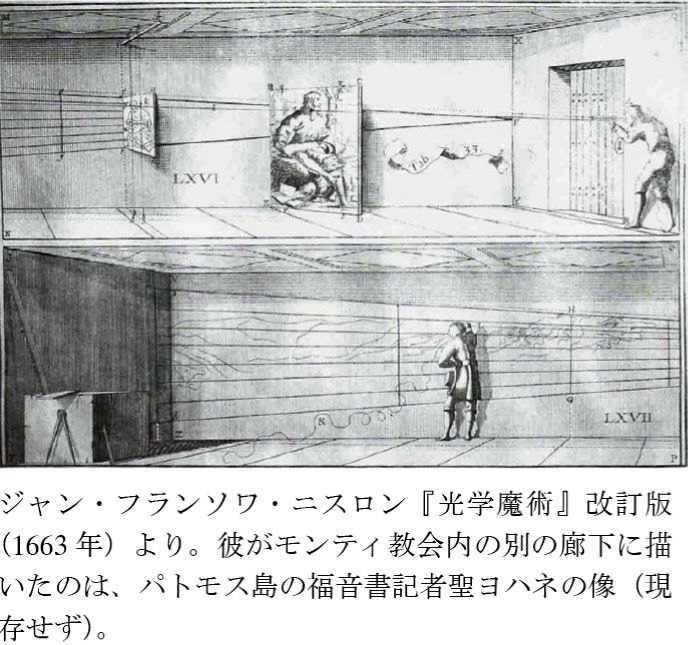 M
X
LXVI
Tab. 33.
N
H
K
G
LXVII
P
ジャン・フランソワ・ニスロン『光学魔術』改訂版
(1663 年）より。彼がモンティ教会内の別の廊下に描
いたのは、パトモス島の福音書記者聖ヨハネの像（現
存せず）。